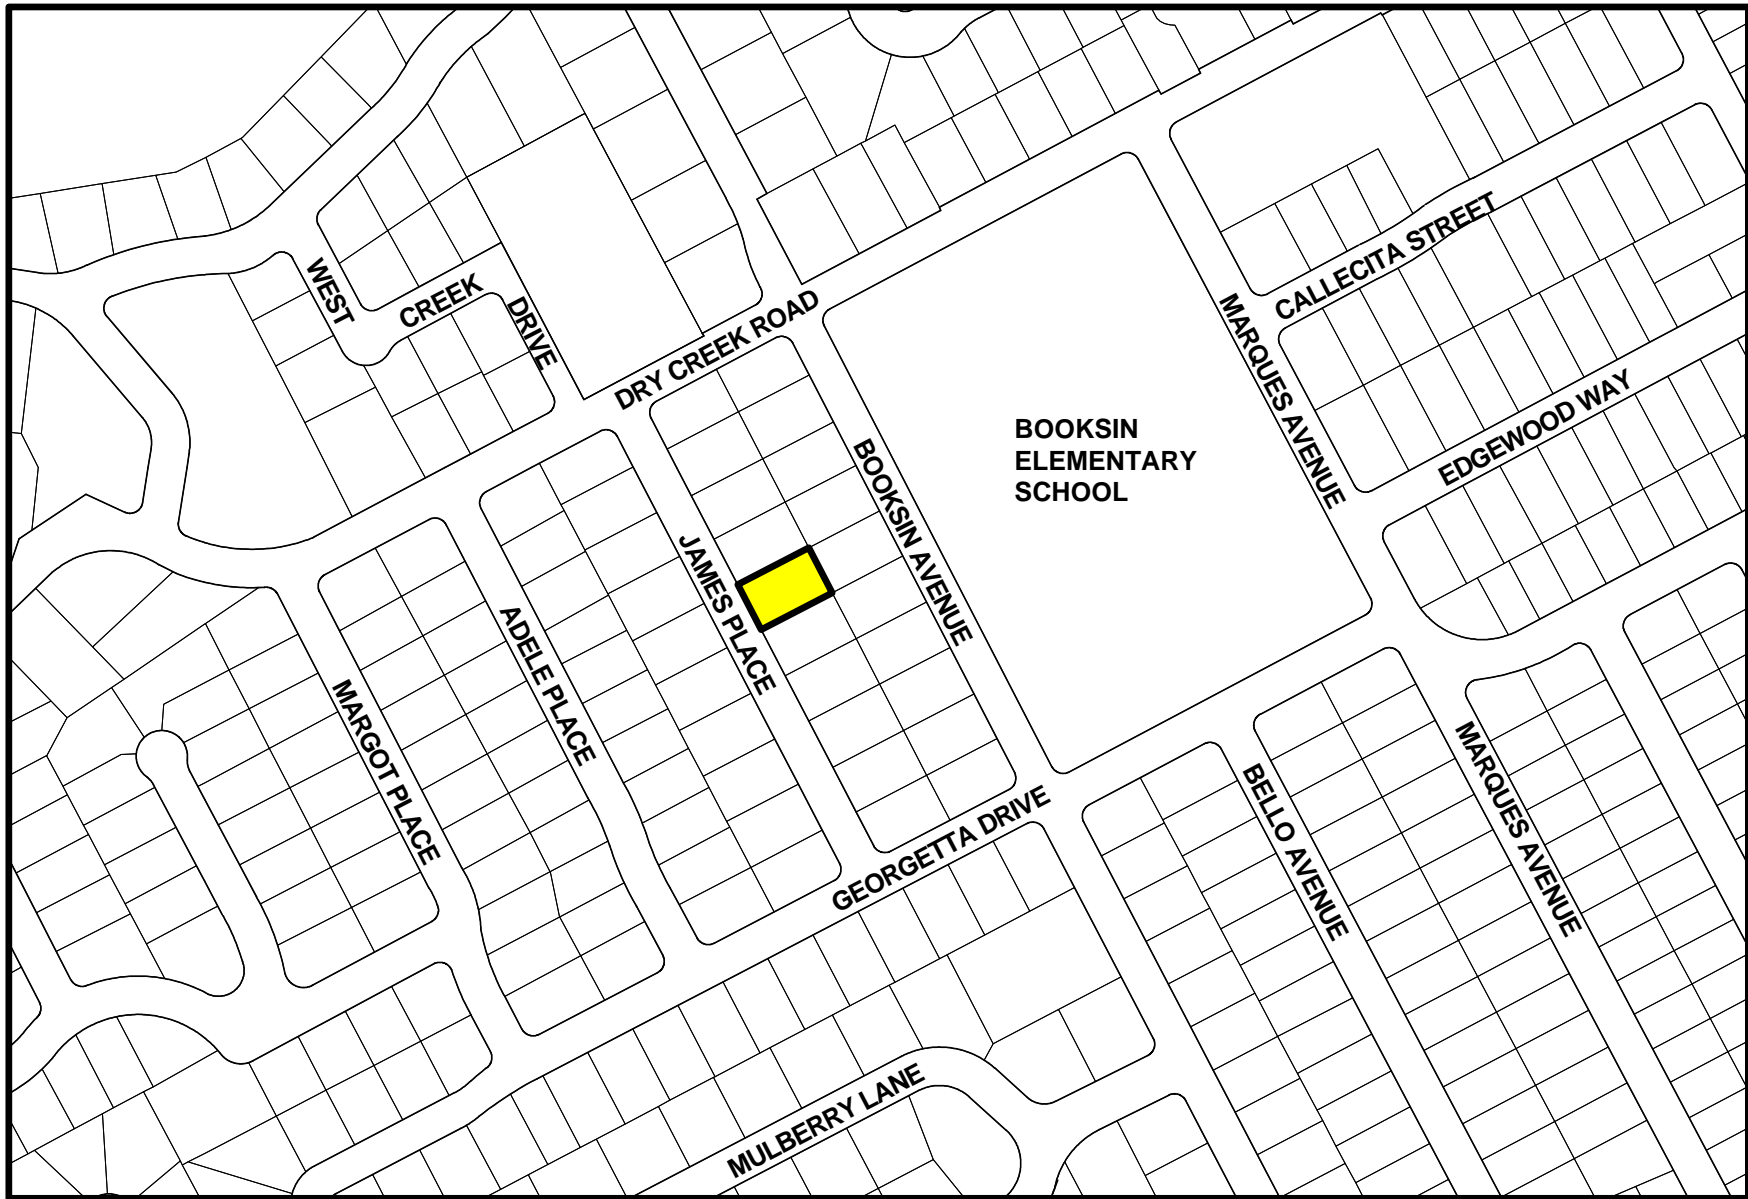 WEST
CREEK
DRIVE
DRY CREEK ROAD
CALLECITA STREET
MARQUES AVENUE
EDGEWOOD WAY
BOOKSIN
ELEMENTARY
SCHOOL
BOOKSIN AVENUE
JAMES PLACE
ADELE PLACE
MARGOT PLACE
GEORGETTA DRIVE
BELLO AVENUE
MARQUES AVENUE
MULBERRY LANE